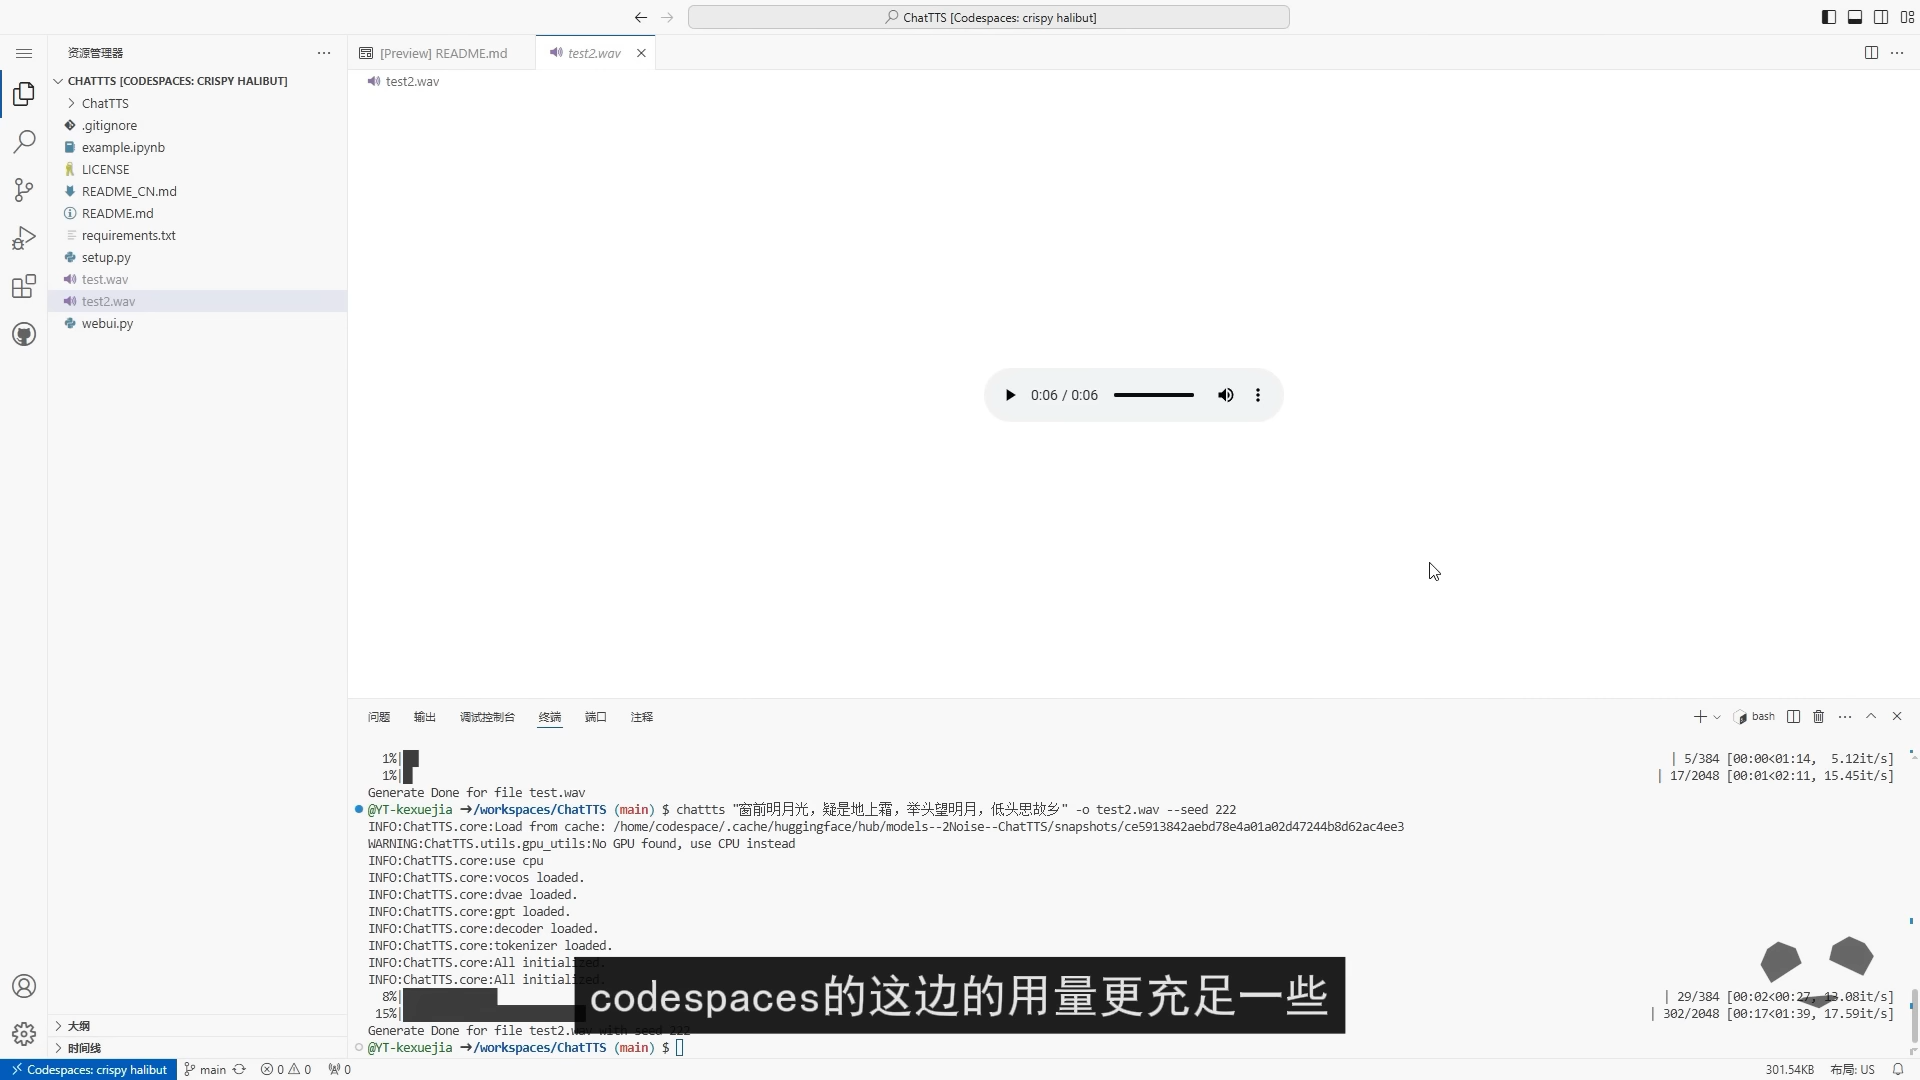 ChatTTS [Codespaces: crispy halibut]
资源管理器
CHATTTS [CODESPACES: CRISPY HALIBUT]
ChatTTS
.gitignore
example.ipynb
LICENSE
README_CN.md
README.md
requirements.txt
setup.py
test.wav
test2.wav
webui.py
大纲
时间线
[Preview] README.md
test2.wav
test2.wav
0:06 / 0:06
问题 输出 调试控制台 终端 端口 注释
bash
1%| | 5/384 [00:00<01:14, 5.12it/s]
1%| | 17/2048 [00:01<02:11, 15.45it/s]
Generate Done for file test.wav
@YT-kexuejia ➜/workspaces/ChatTTS (main) $ chattts "窗前明月光，疑是地上霜，举头望明月，低头思故乡" -o test2.wav --seed 222
INFO:ChatTTS.core:Load from cache: /home/codespace/.cache/huggingface/hub/models--2Noise--ChatTTS/snapshots/ce5913842aebd78e4a01a02d47244b8d62ac4ee3
WARNING:ChatTTS.utils.gpu_utils:No GPU found, use CPU instead
INFO:ChatTTS.core:use cpu
INFO:ChatTTS.core:vocos loaded.
INFO:ChatTTS.core:dvae loaded.
INFO:ChatTTS.core:gpt loaded.
INFO:ChatTTS.core:decoder loaded.
INFO:ChatTTS.core:tokenizer loaded.
INFO:ChatTTS.core:All initialized.
INFO:ChatTTS.core:All initialized.
8%| | 29/384 [00:02<00:27, 13.08it/s]
15%| | 302/2048 [00:17<01:39, 17.59it/s]
Generate Done for file test2.wav with seed 222
@YT-kexuejia ➜/workspaces/ChatTTS (main) $
codespaces的这边的用量更充足一些
Codespaces: crispy halibut main 0 0 0 301.54KB 布局: US